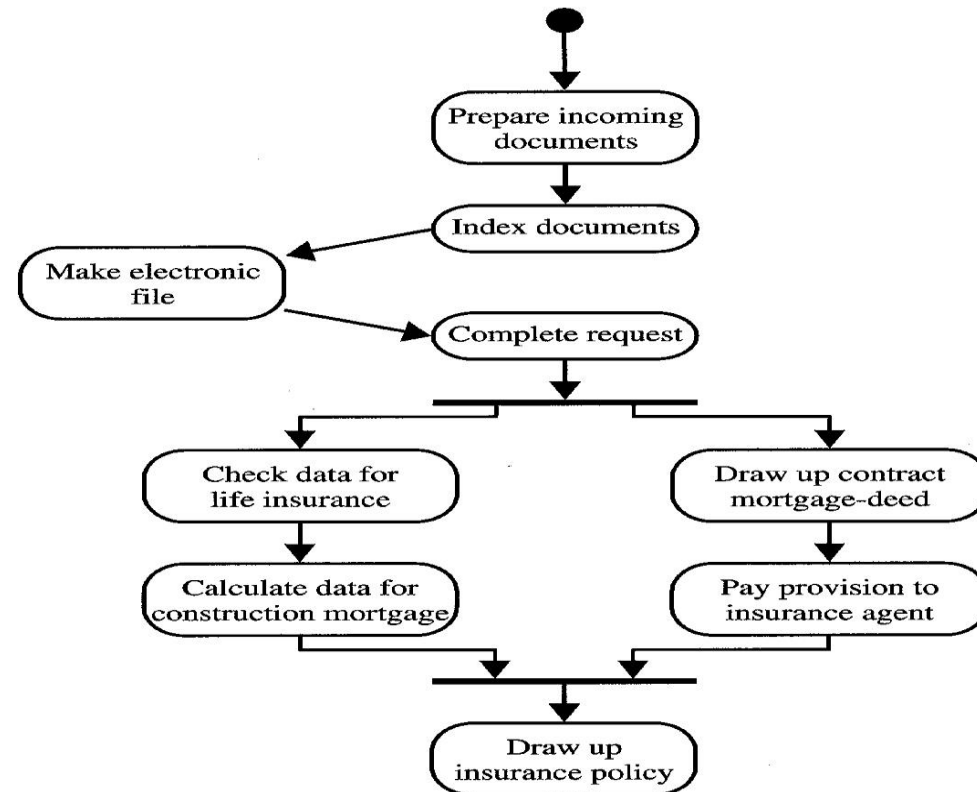 Prepare incoming
documents
Index documents
Make electronic
file
Complete request
Check data for
life insurance
Draw up contract
mortgage-deed
Calculate data for
construction mortgage
Pay provision to
insurance agent
Draw up
insurance policy